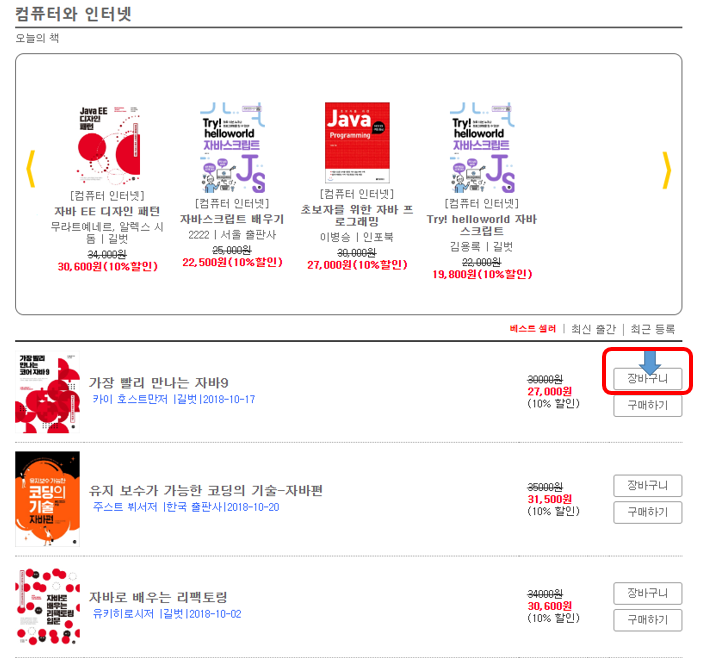 컴퓨터와 인터넷
오늘의 책
Java EE
디자인
패턴
[컴퓨터 인터넷]
자바 EE 디자인 패턴
무라트예네르, 알렉스 시
돔 | 길벗
34,000원
30,600원(10%할인)
Try!
helloworld
자바스크립트
JS
[컴퓨터 인터넷]
자바스크립트 배우기
2222 | 서울 출판사
25,000원
22,500원(10%할인)
Java
Programming
[컴퓨터 인터넷]
초보자를 위한 자바 프
로그래밍
이병승 | 인포북
30,000원
27,000원(10%할인)
Try!
helloworld
자바스크립트
JS
[컴퓨터 인터넷]
Try! helloworld 자바
스크립트
김용록 | 길벗
22,000원
19,800원(10%할인)
베스트 셀러 | 최신 출간 | 최근 등록
가장 빨리
만나는
코어 자바 9
가장 빨리 만나는 자바9
카이 호스트만저 |길벗|2018-10-17
30000원
27,000원
(10% 할인)
장바구니
구매하기
유지 보수가 가능한
코딩의
기술
자바편
유지 보수가 가능한 코딩의 기술-자바편
주스트 뷔서저 |한국 출판사|2018-10-20
35000원
31,500원
(10% 할인)
장바구니
구매하기
자바로
배우는
리팩토링
입문
자바로 배우는 리팩토링
유키히로시저 |길벗|2018-10-02
34000원
30,600원
(10% 할인)
장바구니
구매하기